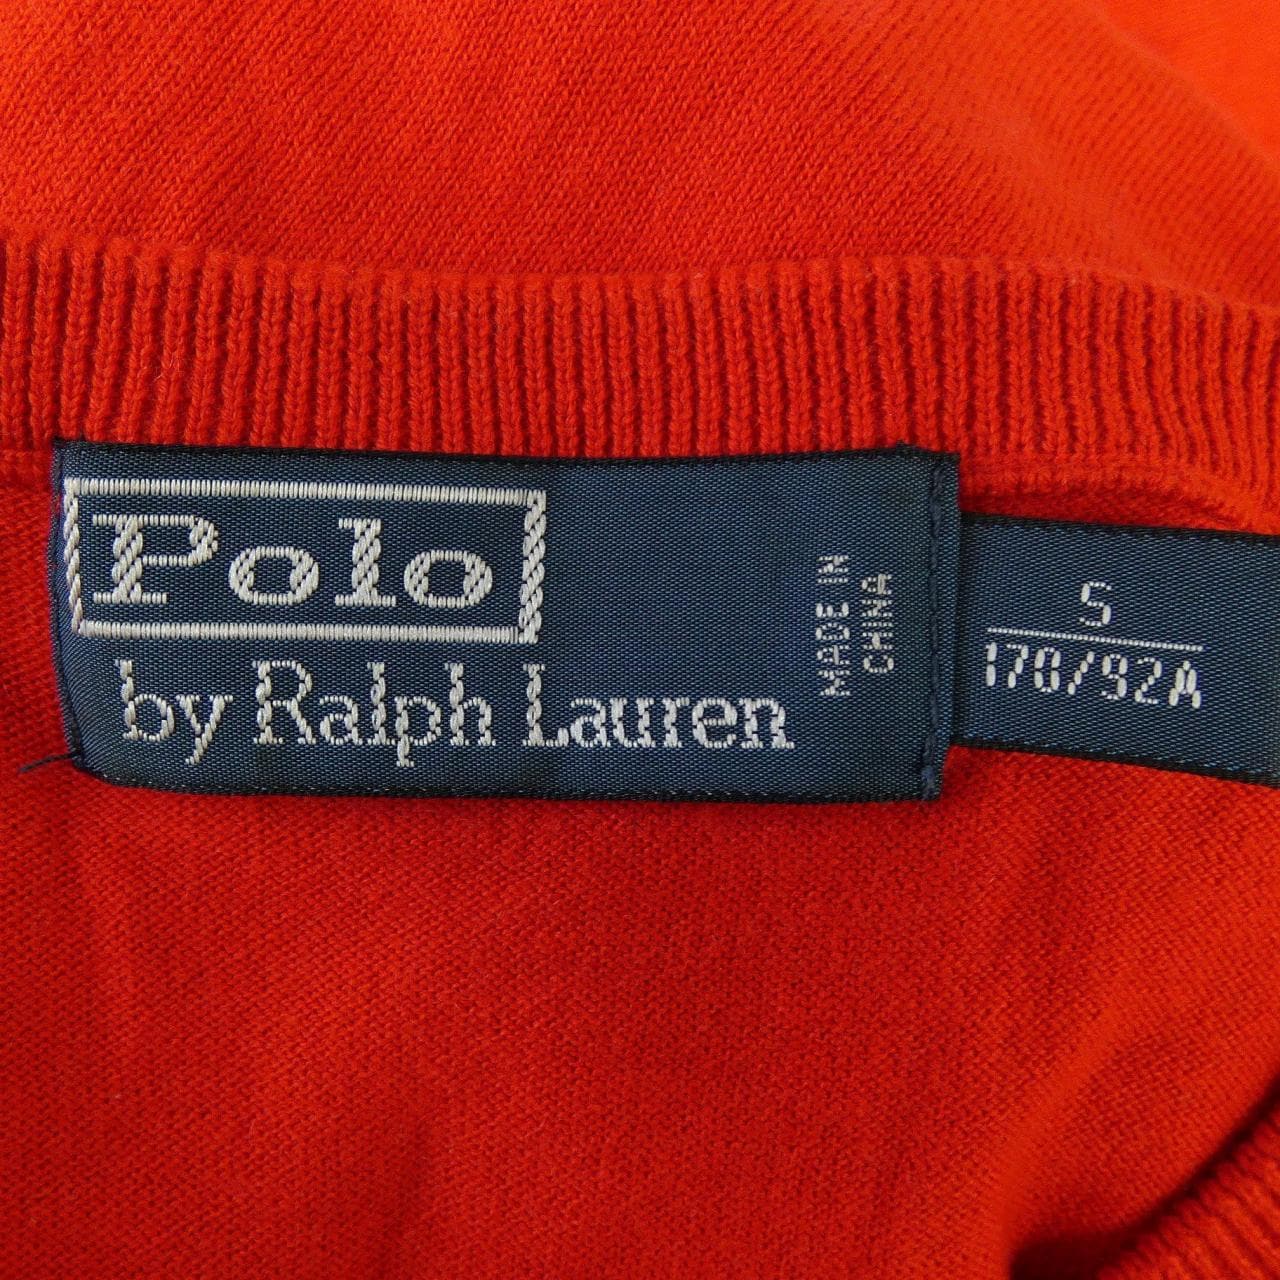 Polo
by Ralph Lauren
MADE IN
CHINA
S
170/92A